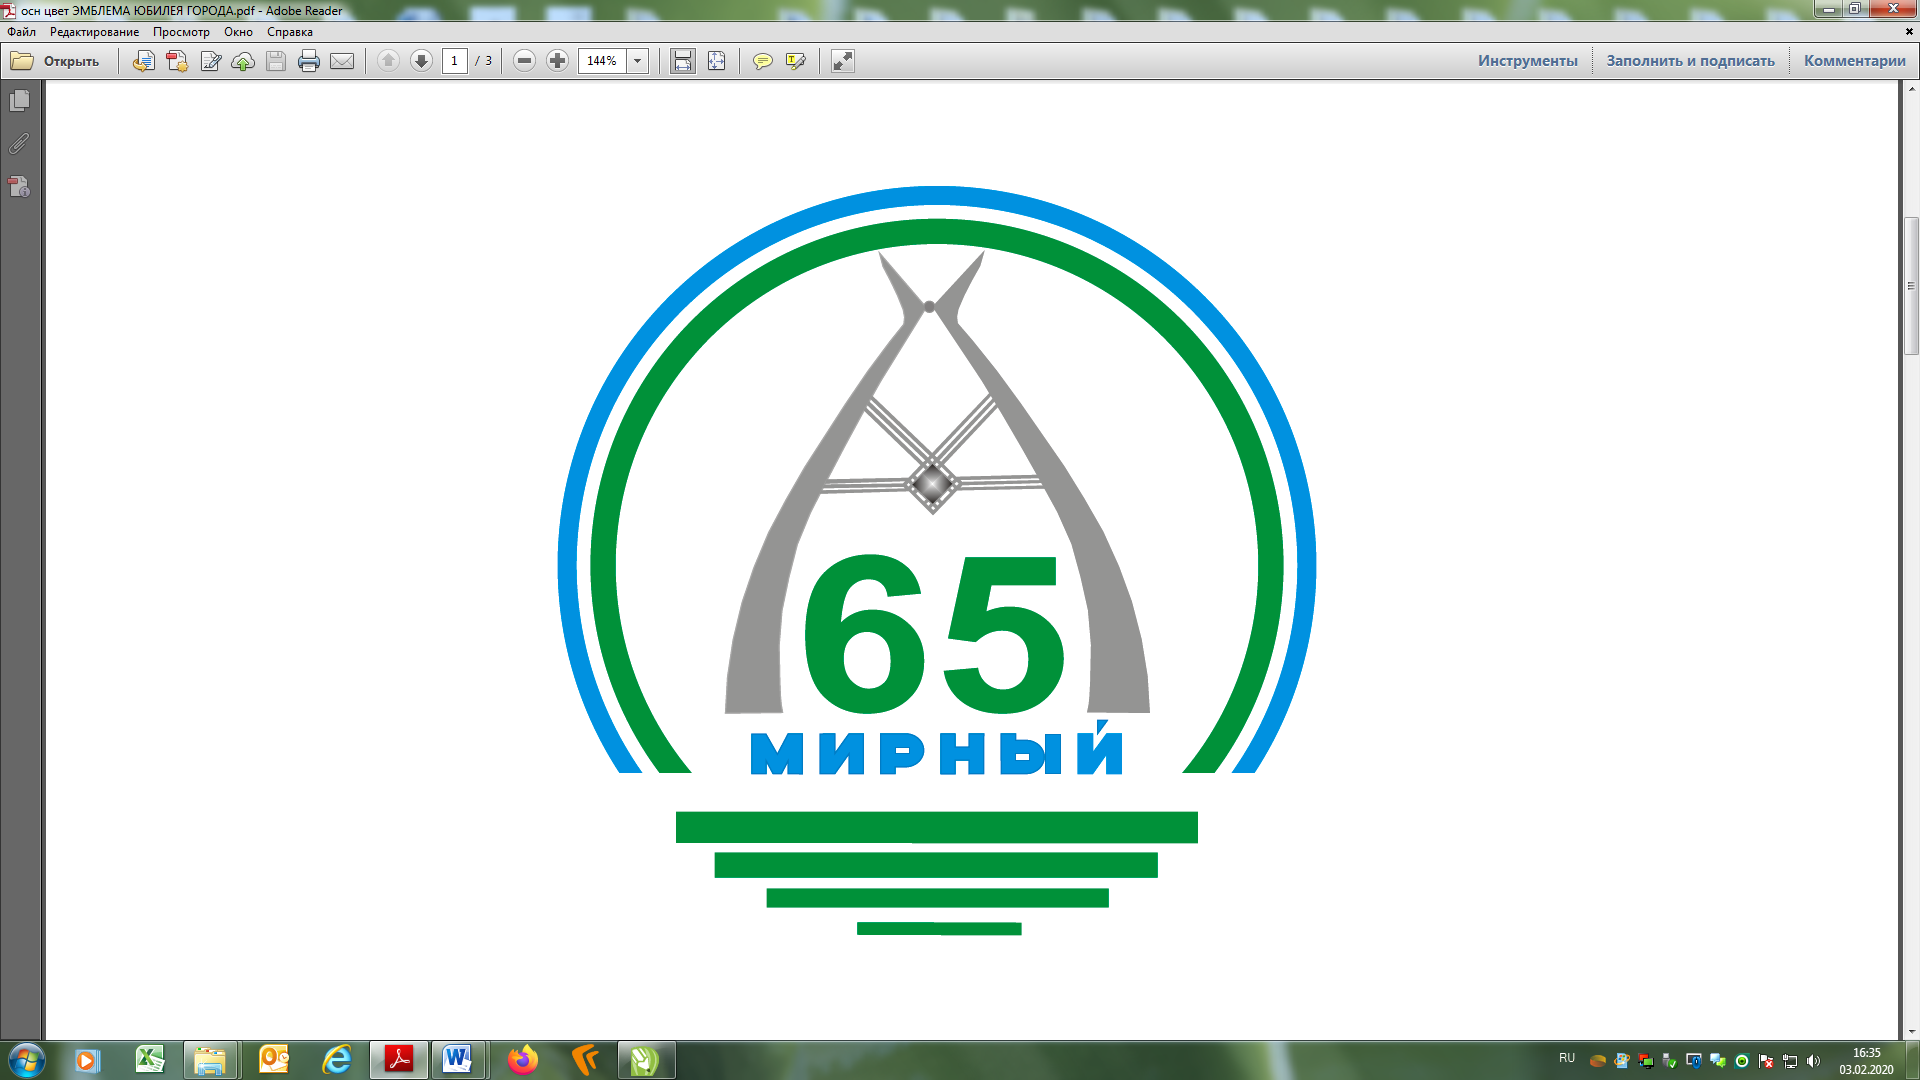 осн цвет ЭМБЛЕМА ЮБИЛЕЯ ГОРОДА.pdf - Adobe Reader
Файл Редактирование Просмотр Окно Справка
Открыть 1 / 3 144% Инструменты Заполнить и подписать Комментарии
65
МИРНЫЙ
RU 16:35
03.02.2020